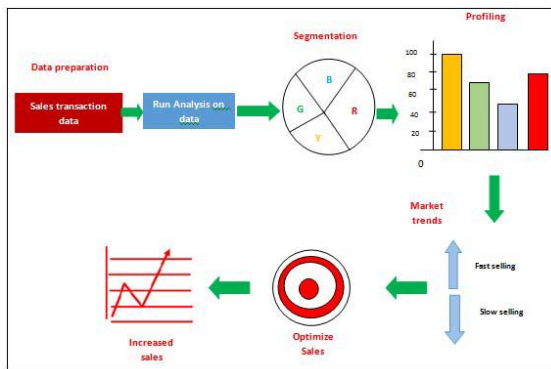 Profiling
Segmentation
Data preparation
Sales transaction
data
Run Analysis on
data
B
G
R
Y
100
80
60
40
20
0
Market
trends
Fast selling
Slow selling
Optimize
Sales
Increased
sales